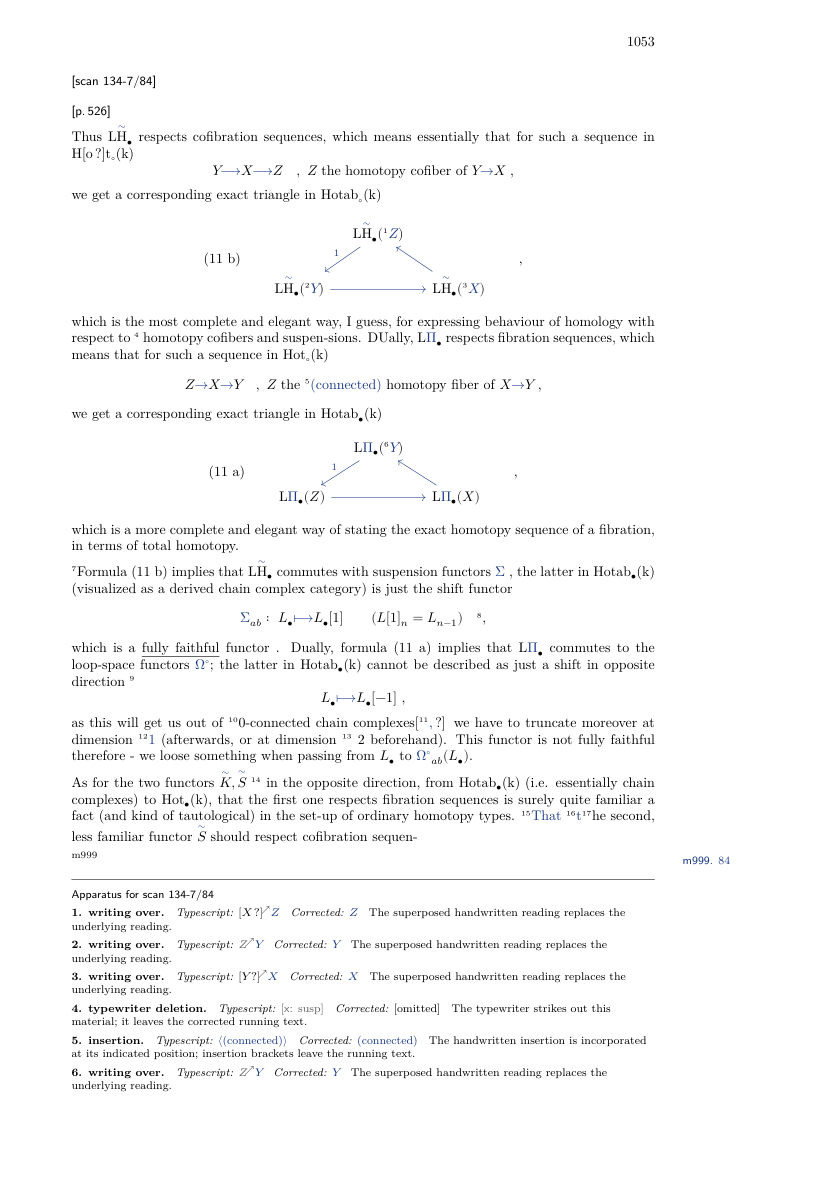 1053
[scan 134-7/84]
[p. 526]
Thus LH̃• respects cofibration sequences, which means essentially that for such a sequence in
H[o ?]t◦(k)
Y⟶X⟶Z , Z the homotopy cofiber of Y→X ,
we get a corresponding exact triangle in Hotab◦(k)
LH̃•(¹Z)
(11 b) 1 ,
LH̃•(²Y) ⟶ LH̃•(³X)
which is the most complete and elegant way, I guess, for expressing behaviour of homology with
respect to ⁴ homotopy cofibers and suspen-sions. DUally, LΠ• respects fibration sequences, which
means that for such a sequence in Hot◦(k)
Z→X→Y , Z the ⁵(connected) homotopy fiber of X→Y ,
we get a corresponding exact triangle in Hotab•(k)
LΠ•(⁶Y)
(11 a) 1 ,
LΠ•(Z) ⟶ LΠ•(X)
which is a more complete and elegant way of stating the exact homotopy sequence of a fibration,
in terms of total homotopy.
⁷Formula (11 b) implies that LH̃• commutes with suspension functors Σ , the latter in Hotab•(k)
(visualized as a derived chain complex category) is just the shift functor
Σab : L•⟼L•[1] (L[1]n = Ln−1) ⁸,
which is a fully faithful functor . Dually, formula (11 a) implies that LΠ• commutes to the
loop-space functors Ω◦; the latter in Hotab•(k) cannot be described as just a shift in opposite
direction ⁹
L•⟼L•[−1] ,
as this will get us out of ¹⁰0-connected chain complexes[¹¹, ?] we have to truncate moreover at
dimension ¹²1 (afterwards, or at dimension ¹³ 2 beforehand). This functor is not fully faithful
therefore - we loose something when passing from L• to Ω◦ab(L•).
As for the two functors K̃, S̃ ¹⁴ in the opposite direction, from Hotab•(k) (i.e. essentially chain
complexes) to Hot•(k), that the first one respects fibration sequences is surely quite familiar a
fact (and kind of tautological) in the set-up of ordinary homotopy types. ¹⁵That ¹⁶t¹⁷he second,
less familiar functor S̃ should respect cofibration sequen-
m999
m999. 84
Apparatus for scan 134-7/84
1. writing over. Typescript: [X ?]↗Z Corrected: Z The superposed handwritten reading replaces the
underlying reading.
2. writing over. Typescript: Z↗Y Corrected: Y The superposed handwritten reading replaces the
underlying reading.
3. writing over. Typescript: [Y?]↗X Corrected: X The superposed handwritten reading replaces the
underlying reading.
4. typewriter deletion. Typescript: [x: susp] Corrected: [omitted] The typewriter strikes out this
material; it leaves the corrected running text.
5. insertion. Typescript: ⟨(connected)⟩ Corrected: (connected) The handwritten insertion is incorporated
at its indicated position; insertion brackets leave the running text.
6. writing over. Typescript: Z↗Y Corrected: Y The superposed handwritten reading replaces the
underlying reading.